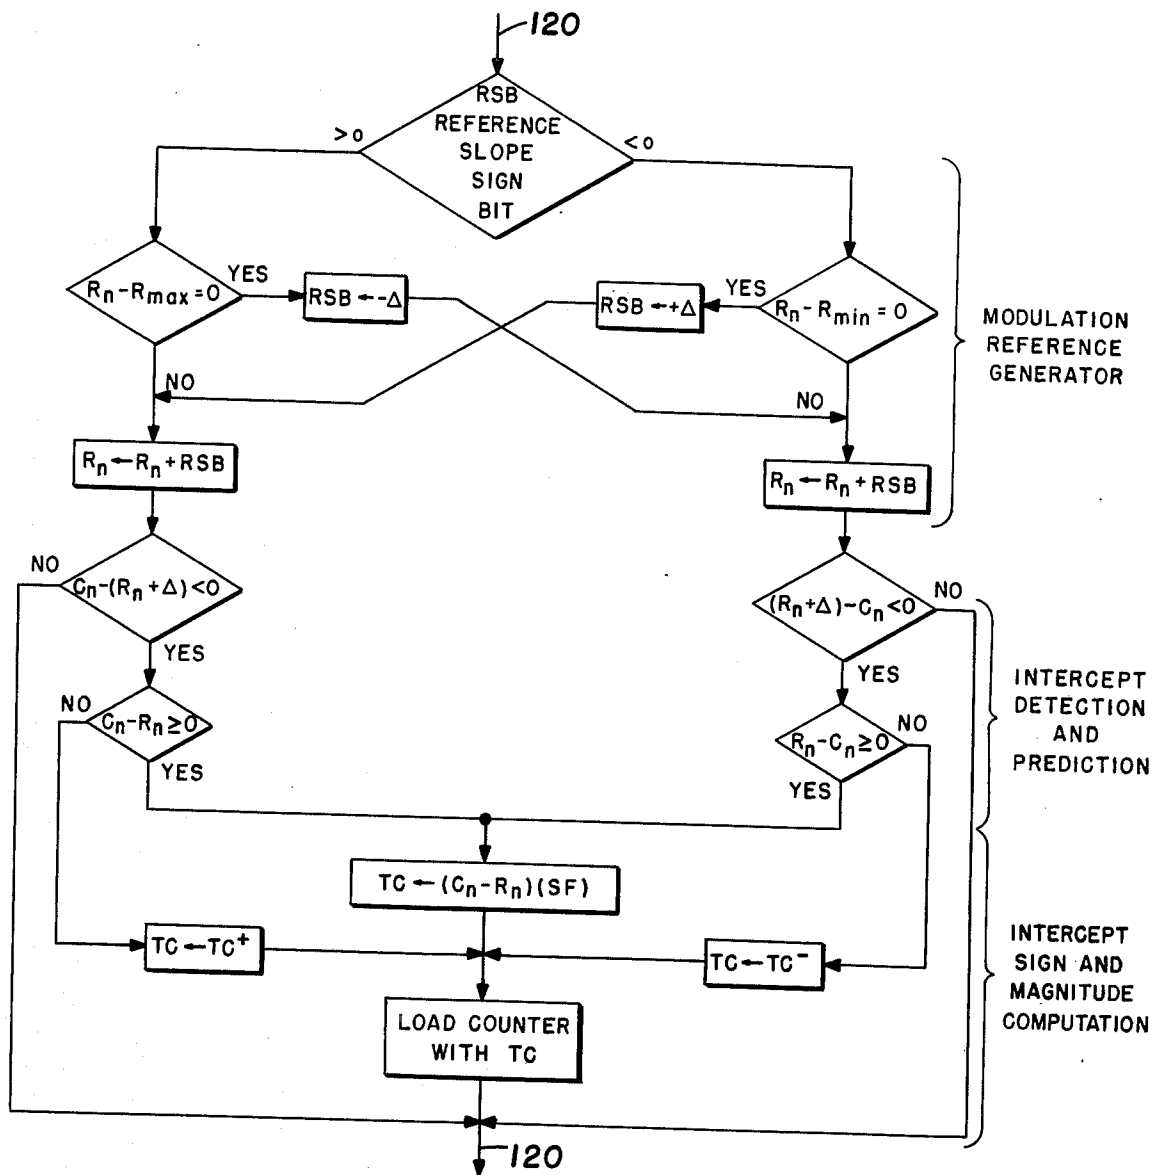 120
RSB
REFERENCE
SLOPE
SIGN
BIT
>0
<0
Rn-Rmax=0
YES
RSB←-Δ
RSB←+Δ
YES
Rn-Rmin=0
MODULATION
REFERENCE
GENERATOR
NO
NO
Rn←Rn+RSB
Rn←Rn+RSB
NO
Cn-(Rn+Δ)<0
YES
(Rn+Δ)-Cn<0
NO
YES
NO
Cn-Rn≥0
YES
Rn-Cn≥0
NO
YES
INTERCEPT
DETECTION
AND
PREDICTION
TC←(Cn-Rn)(SF)
TC←TC+
TC←TC-
INTERCEPT
SIGN AND
MAGNITUDE
COMPUTATION
LOAD COUNTER
WITH TC
120